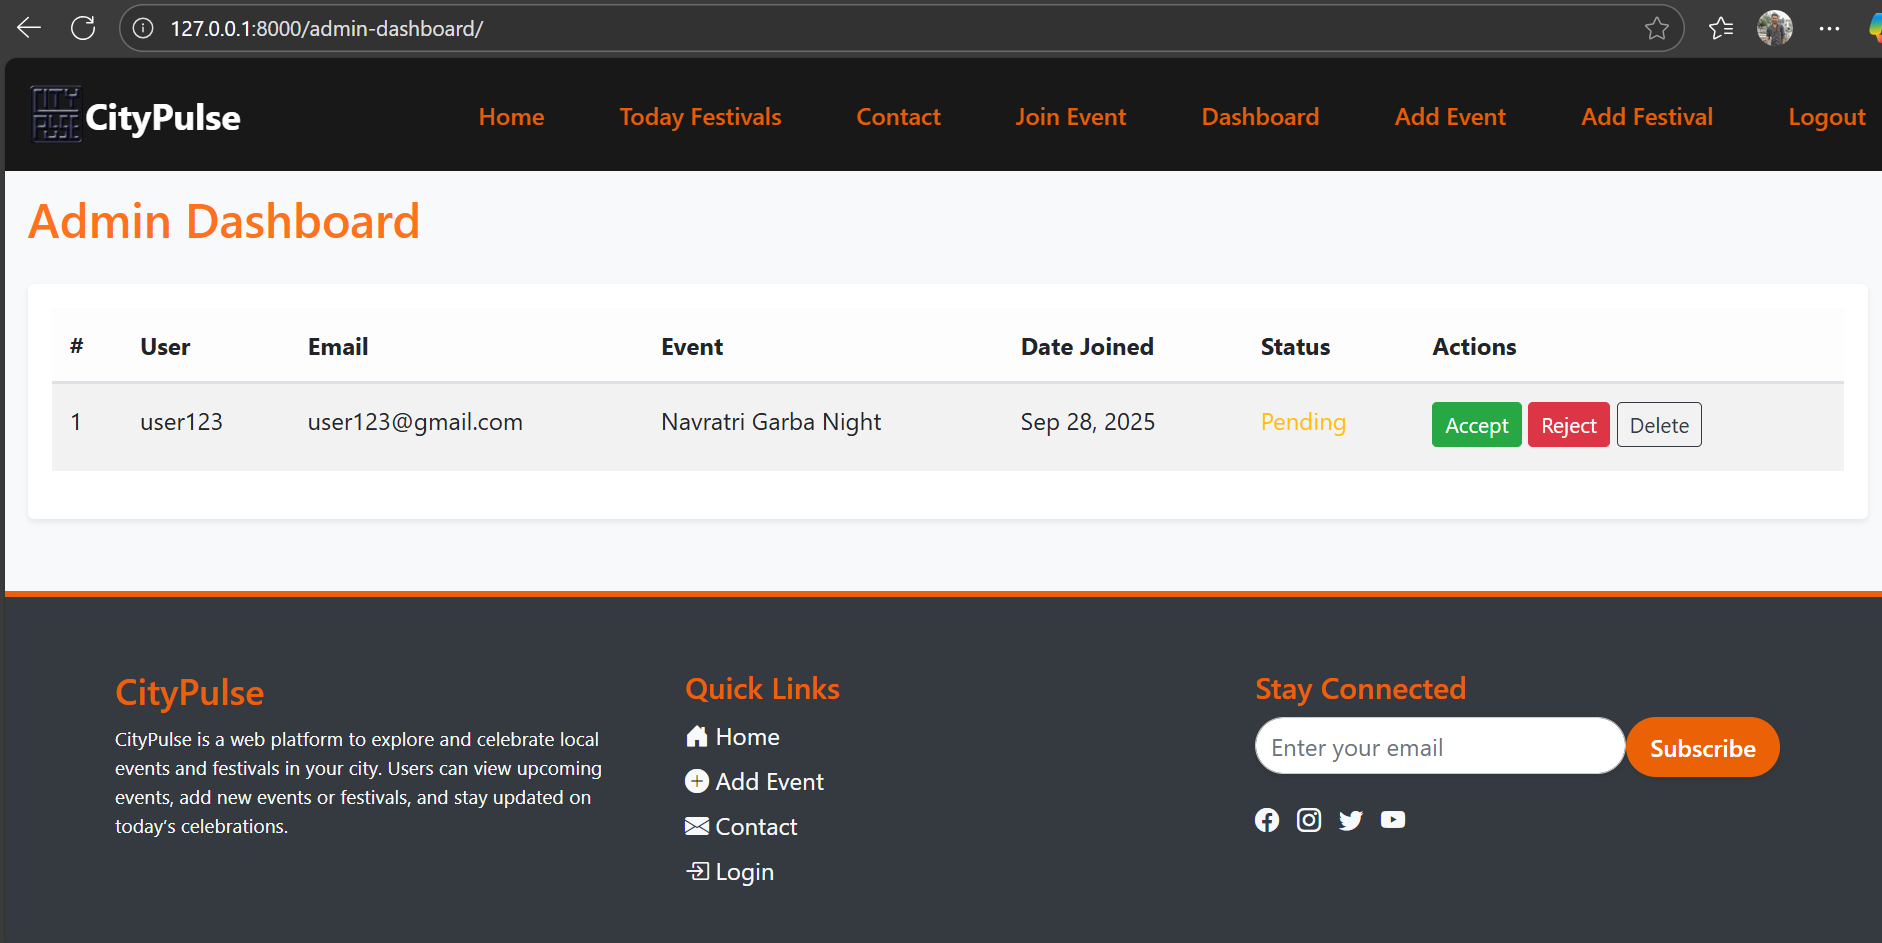 127.0.0.1:8000/admin-dashboard/
CITY
PULSE
CityPulse Home Today Festivals Contact Join Event Dashboard Add Event Add Festival Logout
Admin Dashboard
# User Email Event Date Joined Status Actions
1 user123 user123@gmail.com Navratri Garba Night Sep 28, 2025 Pending Accept Reject Delete
CityPulse
CityPulse is a web platform to explore and celebrate local
events and festivals in your city. Users can view upcoming
events, add new events or festivals, and stay updated on
today’s celebrations.
Quick Links
Home
Add Event
Contact
Login
Stay Connected
Enter your email Subscribe